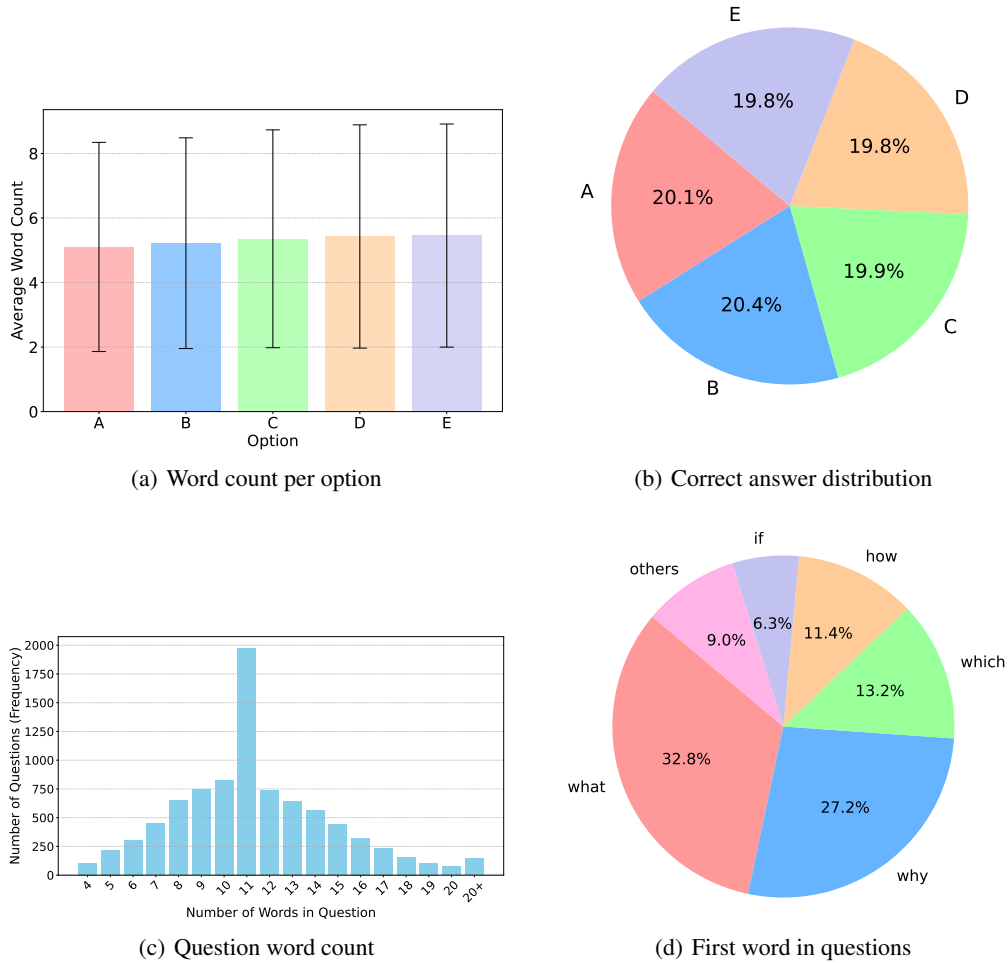 8
6
4
2
0
Average Word Count
A
B
C
D
E
Option
(a) Word count per option
E
D
A
B
C
19.8%
19.8%
20.1%
20.4%
19.9%
(b) Correct answer distribution
2000
1750
1500
1250
1000
750
500
250
0
Number of Questions (Frequency)
4
5
6
7
8
9
10
11
12
13
14
15
16
17
18
19
20
20+
Number of Words in Question
(c) Question word count
if
how
others
which
what
why
6.3%
11.4%
9.0%
13.2%
32.8%
27.2%
(d) First word in questions